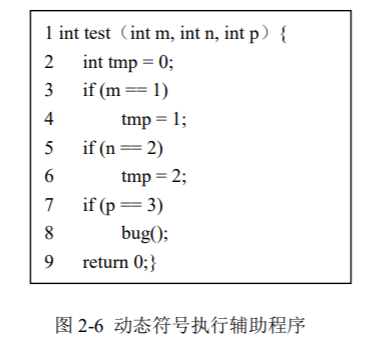 1 int test（int m, int n, int p）{
2 int tmp = 0;
3 if (m == 1)
4 tmp = 1;
5 if (n == 2)
6 tmp = 2;
7 if (p == 3)
8 bug();
9 return 0;}
图 2-6 动态符号执行辅助程序